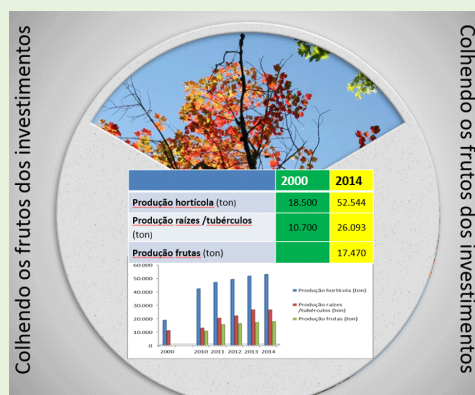 Colhendo os frutos dos investimentos
Colhendo os frutos dos investimentos
2000 2014
Produção hortícola (ton) 18.500 52.544
Produção raízes /tubérculos
(ton) 10.700 26.093
Produção frutas (ton) 17.470
60.000
50.000
40.000
30.000
20.000
10.000
0
2000 2010 2011 2012 2013 2014
Produção hortícola (ton)
Produção raízes
/tubérculos (ton)
Produção frutas (ton)